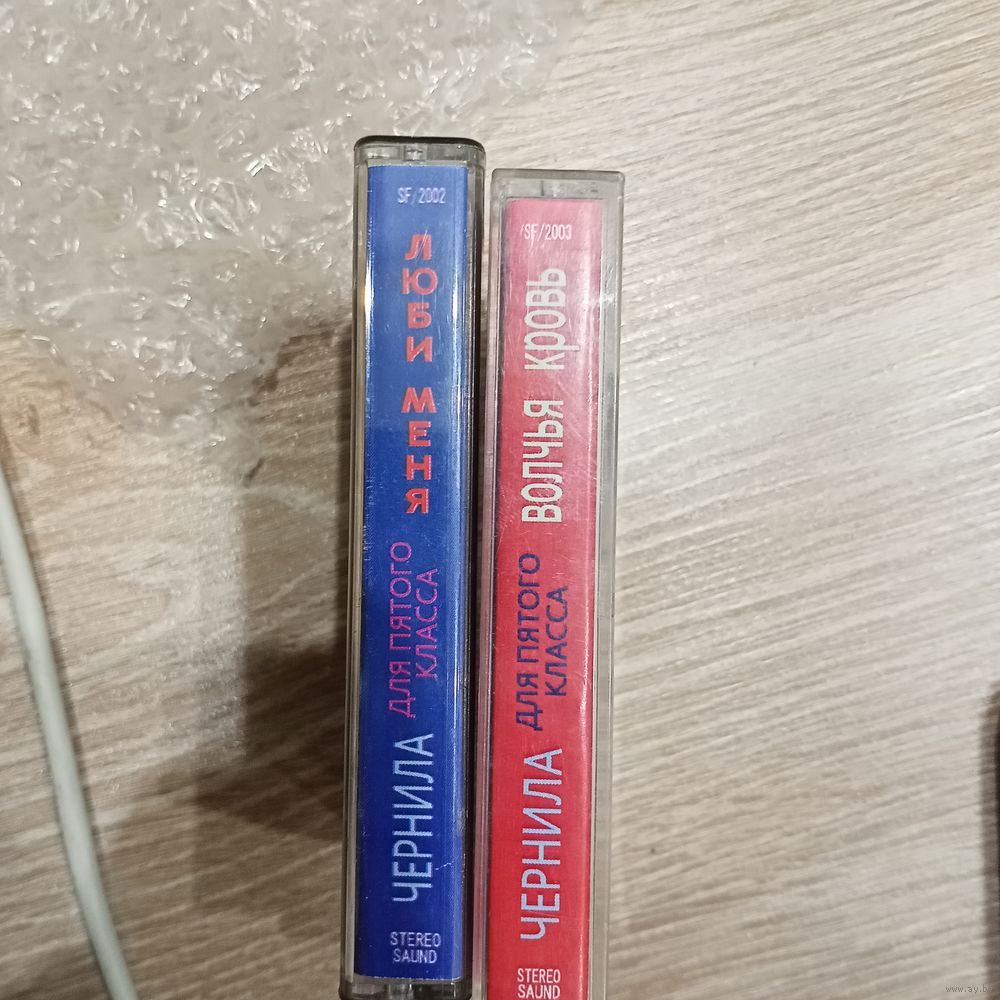 SF/2002
ЛЮБИ МЕНЯ
ЧЕРНИЛА
ДЛЯ ПЯТОГО
КЛАССА
STEREO
SAUND
/SF/2003
ВОЛЧЬЯ КРОВЬ
ЧЕРНИЛА
ДЛЯ ПЯТОГО
КЛАССА
STEREO
SAUND